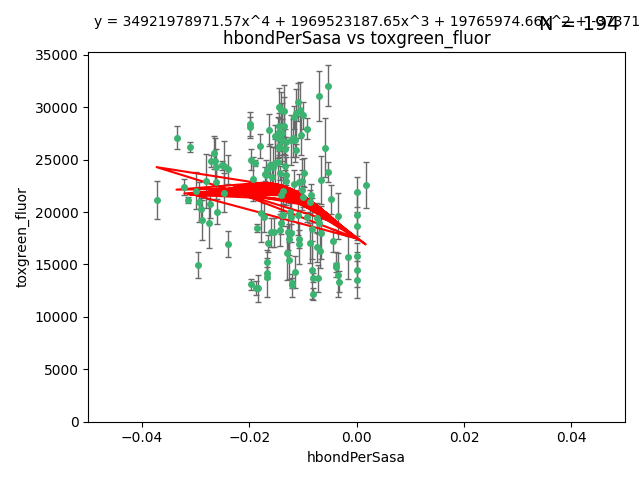 y = 34921978971.57x^4 + 1969523187.65x^3 + 19765974.66x^2 +
N = 194
hbondPerSasa vs toxgreen_fluor
35000
30000
25000
20000
15000
10000
5000
0
toxgreen_fluor
−0.04
−0.02
0.00
0.02
0.04
hbondPerSasa